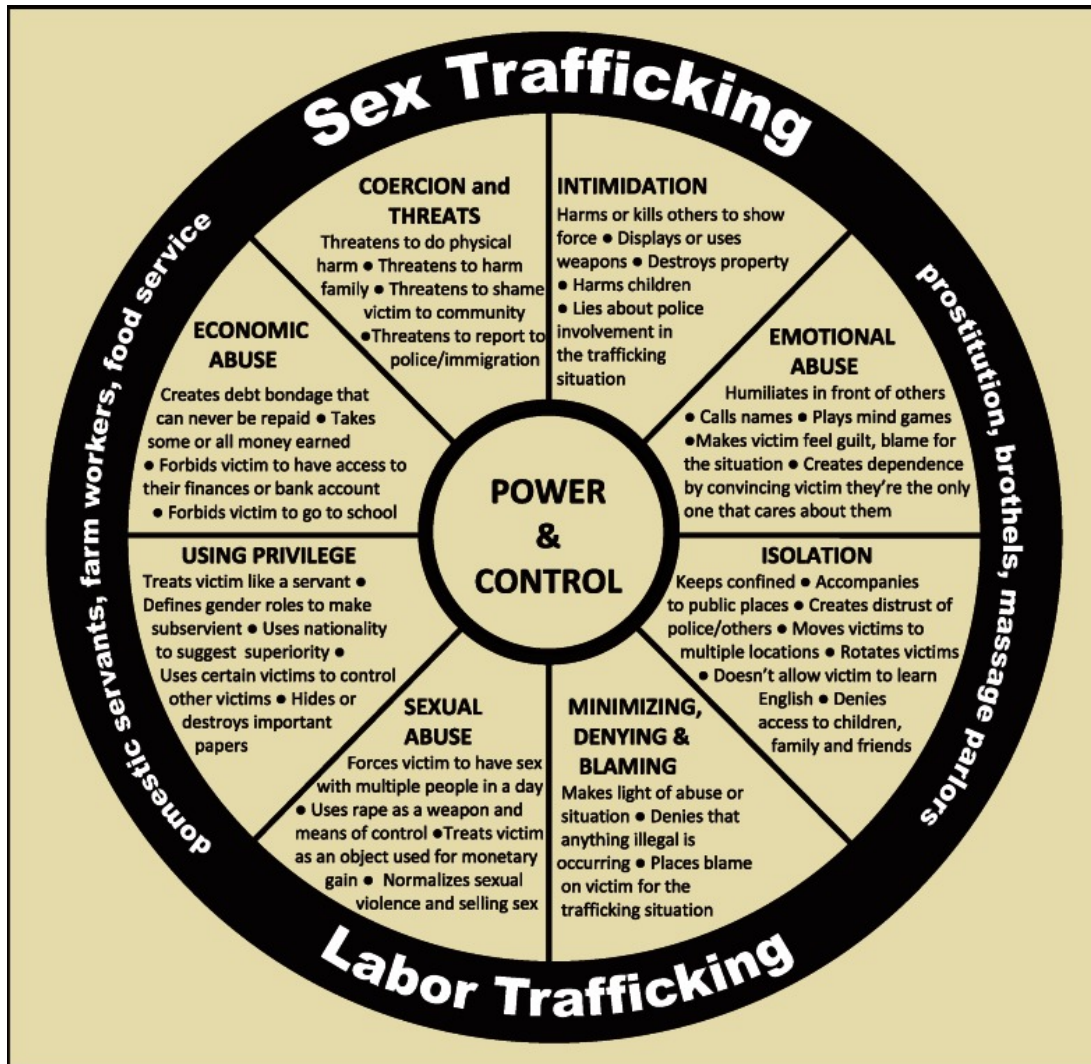 Sex Trafficking
COERCION and
THREATS
Threatens to do physical
harm ● Threatens to harm
family ● Threatens to shame
victim to community
●Threatens to report to
police/immigration
INTIMIDATION
Harms or kills others to show
force ● Displays or uses
weapons ● Destroys property
● Harms children
● Lies about police
involvement in
the trafficking
situation
EMOTIONAL
ABUSE
Humiliates in front of others
● Calls names ● Plays mind games
●Makes victim feel guilt, blame for
the situation ● Creates dependence
by convincing victim they're the only
one that cares about them
ISOLATION
Keeps confined ● Accompanies
to public places ● Creates distrust of
police/others ● Moves victims to
multiple locations ● Rotates victims
● Doesn't allow victim to learn
English ● Denies
access to children,
family and friends
MINIMIZING,
DENYING &
BLAMING
Makes light of abuse or
situation ● Denies that
anything illegal is
occurring ● Places blame
on victim for the
trafficking situation
SEXUAL
ABUSE
Forces victim to have sex
with multiple people in a day
● Uses rape as a weapon and
means of control ●Treats victim
as an object used for monetary
gain ● Normalizes sexual
violence and selling sex
USING PRIVILEGE
Treats victim like a servant ●
Defines gender roles to make
subservient ● Uses nationality
to suggest superiority ●
Uses certain victims to control
other victims ● Hides or
destroys important
papers
ECONOMIC
ABUSE
Creates debt bondage that
can never be repaid ● Takes
some or all money earned
● Forbids victim to have access to
their finances or bank account
● Forbids victim to go to school
POWER
&
CONTROL
prostitution, brothels, massage parlors
domestic servants, farm workers, food service
Labor Trafficking